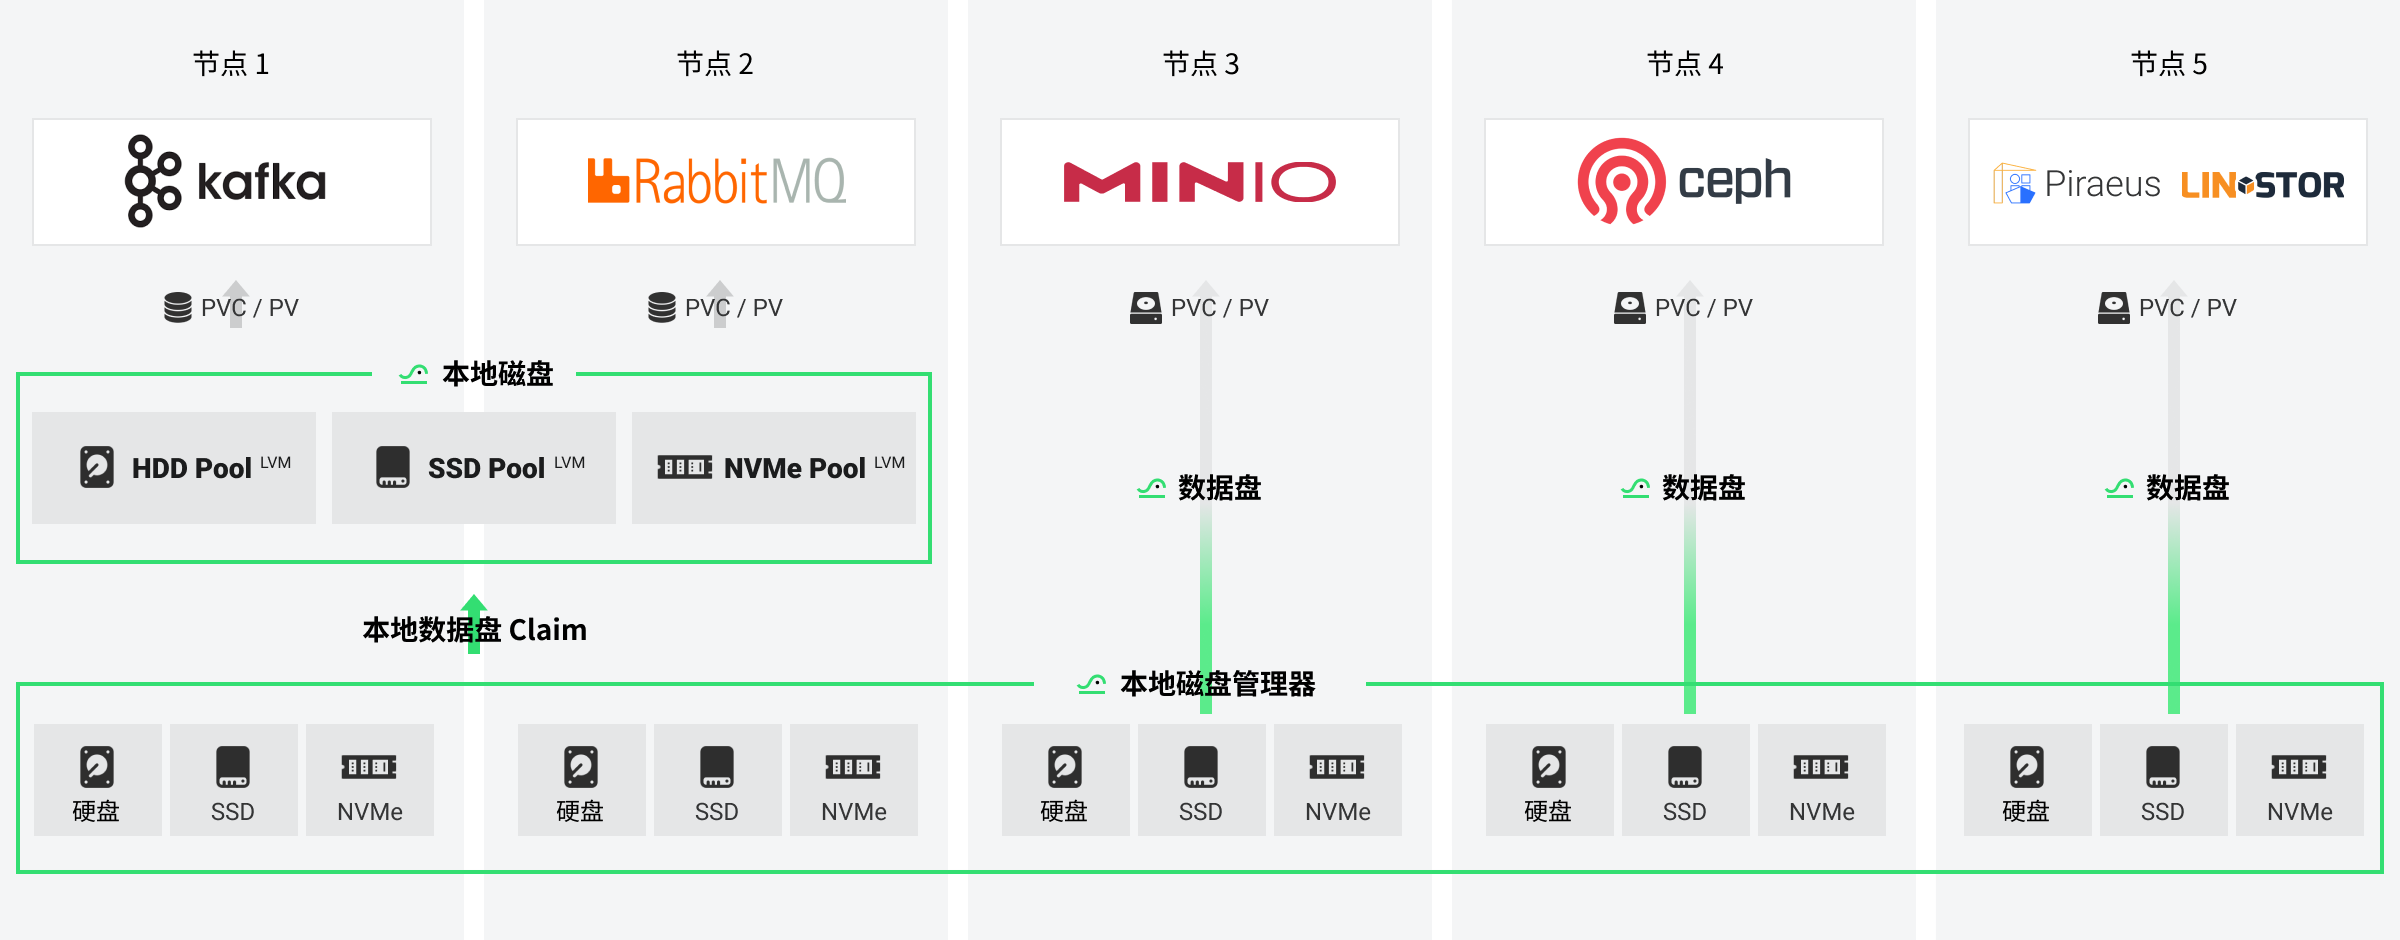 节点 1
节点 2
节点 3
节点 4
节点 5
kafka
RabbitMQ
MINIO
ceph
Piraeus LINSTOR
PVC / PV
PVC / PV
PVC / PV
PVC / PV
PVC / PV
本地磁盘
HDD Pool LVM
SSD Pool LVM
NVMe Pool LVM
数据盘
数据盘
数据盘
本地数据盘 Claim
本地磁盘管理器
硬盘
SSD
NVMe
硬盘
SSD
NVMe
硬盘
SSD
NVMe
硬盘
SSD
NVMe
硬盘
SSD
NVMe